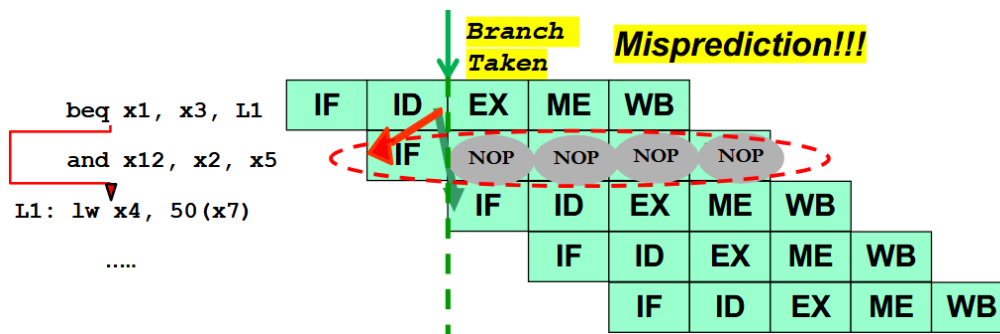 Branch
Taken
Misprediction!!!
beq x1, x3, L1
IF ID EX ME WB
and x12, x2, x5
IF NOP NOP NOP NOP
L1: lw x4, 50(x7)
IF ID EX ME WB
.....
IF ID EX ME WB
IF ID EX ME WB